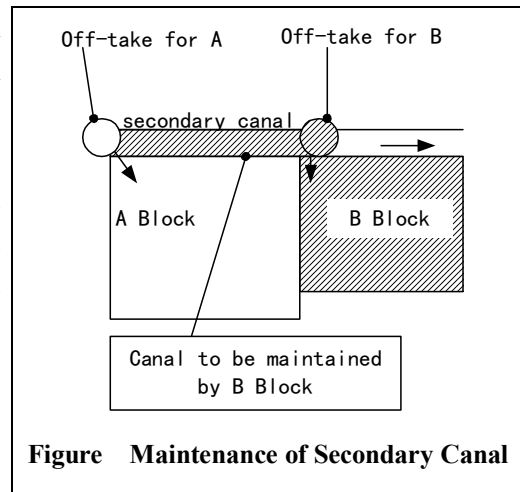 Off-take for A
Off-take for B
secondary canal
A Block
B Block
Canal to be maintained
by B Block
Figure Maintenance of Secondary Canal